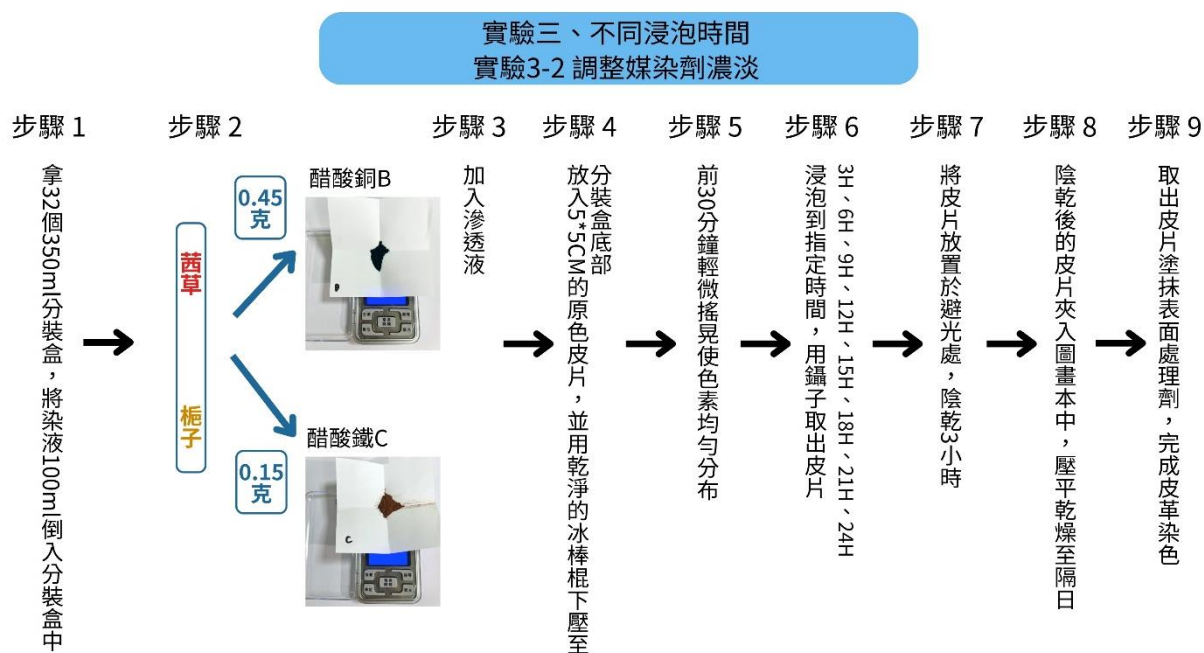 實驗三、不同浸泡時間
實驗3-2 調整媒染劑濃淡
步驟 1
拿32個350ml分裝盒，將染液100ml倒入分裝盒中
步驟 2
茜草
梔子
0.45
克
醋酸銅B
B
0.15
克
醋酸鐵C
C
步驟 3
加入滲透液
步驟 4
放入5*5CM的原色皮片，並用乾淨的冰棒棍下壓至
分裝盒底部
步驟 5
前30分鐘輕微搖晃使色素均勻分布
步驟 6
3H、6H、9H、12H、15H、18H、21H、24H
浸泡到指定時間，用鑷子取出皮片
步驟 7
將皮片放置於避光處，陰乾3小時
步驟 8
陰乾後的皮片夾入圖畫本中，壓平乾燥至隔日
步驟 9
取出皮片塗抹表面處理劑，完成皮革染色